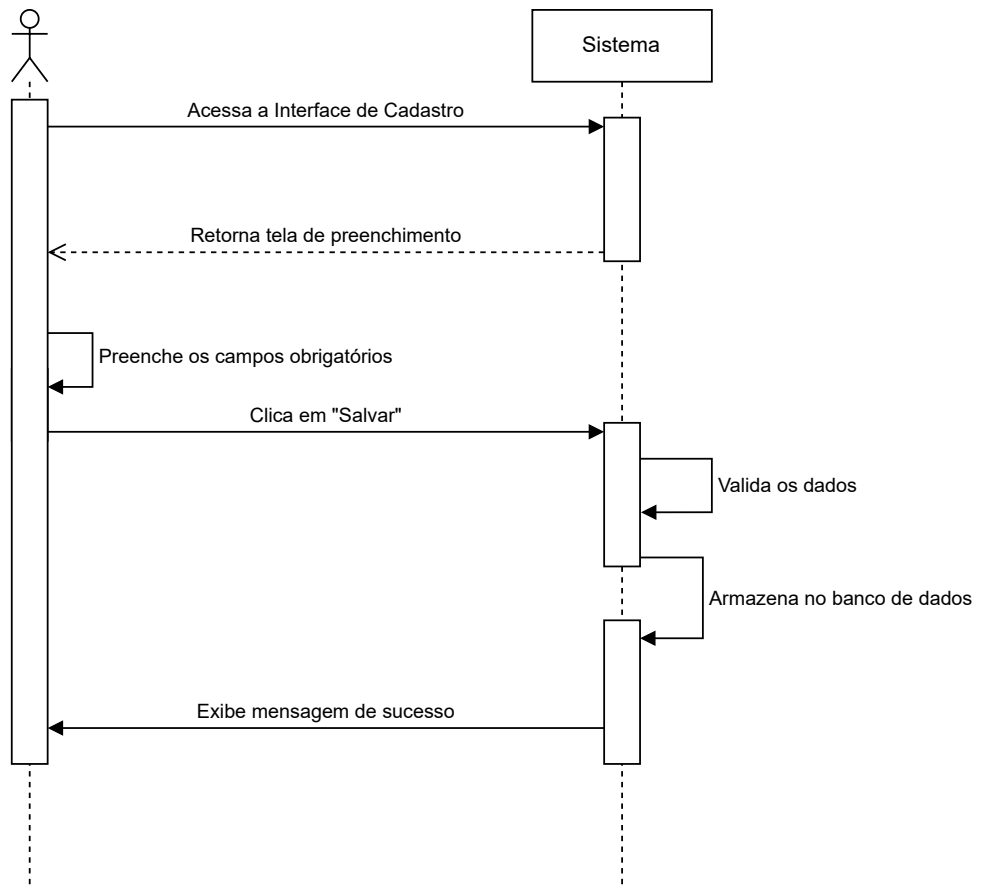 Sistema
Acessa a Interface de Cadastro
Retorna tela de preenchimento
Preenche os campos obrigatórios
Clica em "Salvar"
Valida os dados
Armazena no banco de dados
Exibe mensagem de sucesso